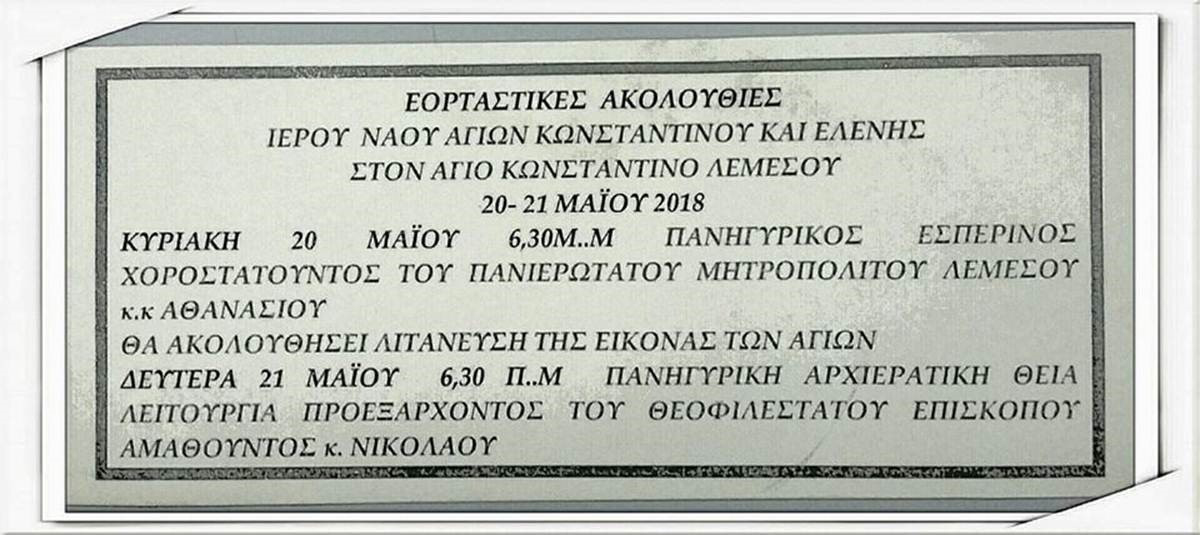 ΕΟΡΤΑΣΤΙΚΕΣ ΑΚΟΛΟΥΘΙΕΣ
ΙΕΡΟΥ ΝΑΟΥ ΑΓΙΩΝ ΚΩΝΣΤΑΝΤΙΝΟΥ ΚΑΙ ΕΛΕΝΗΣ
ΣΤΟΝ ΑΓΙΟ ΚΩΝΣΤΑΝΤΙΝΟ ΛΕΜΕΣΟΥ
20- 21 ΜΑΪΟΥ 2018
ΚΥΡΙΑΚΗ 20 ΜΑΪΟΥ 6,30Μ..Μ ΠΑΝΗΓΥΡΙΚΟΣ ΕΣΠΕΡΙΝΟΣ
ΧΟΡΟΣΤΑΤΟΥΝΤΟΣ ΤΟΥ ΠΑΝΙΕΡΩΤΑΤΟΥ ΜΗΤΡΟΠΟΛΙΤΟΥ ΛΕΜΕΣΟΥ
κ.κ ΑΘΑΝΑΣΙΟΥ
ΘΑ ΑΚΟΛΟΥΘΗΣΕΙ ΛΙΤΑΝΕΥΣΗ ΤΗΣ ΕΙΚΟΝΑΣ ΤΩΝ ΑΓΙΩΝ
ΔΕΥΤΕΡΑ 21 ΜΑΪΟΥ 6,30 Π..Μ ΠΑΝΗΓΥΡΙΚΗ ΑΡΧΙΕΡΑΤΙΚΗ ΘΕΙΑ
ΛΕΙΤΟΥΡΓΙΑ ΠΡΟΕΞΑΡΧΟΝΤΟΣ ΤΟΥ ΘΕΟΦΙΛΕΣΤΑΤΟΥ ΕΠΙΣΚΟΠΟΥ
ΑΜΑΘΟΥΝΤΟΣ κ. ΝΙΚΟΛΑΟΥ